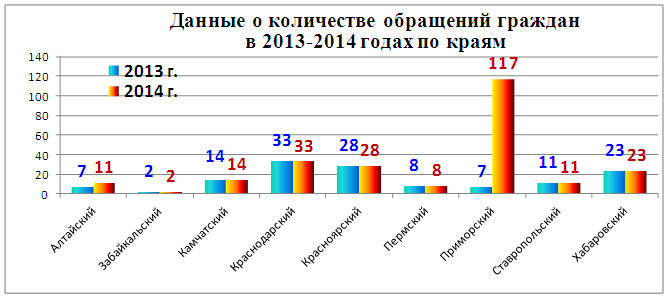 Данные о количестве обращений граждан
в 2013-2014 годах по краям
140
120
100
80
60
40
20
0
2013 г.
2014 г.
7 11
2 2
14 14
33 33
28 28
8 8
7 117
11 11
23 23
Алтайский
Забайкальский
Камчатский
Краснодарский
Красноярский
Пермский
Приморский
Ставропольский
Хабаровский